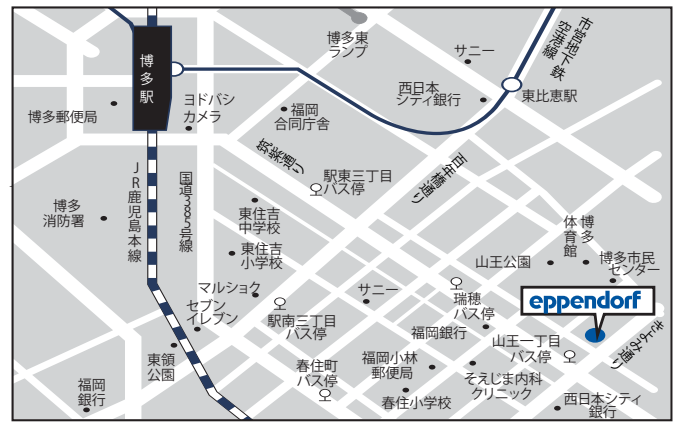 博多東
ランプ
サニー
市営地下鉄
空港線
博多駅
西日本
シティ銀行
東比恵駅
ヨドバシ
カメラ
博多郵便局
福岡
合同庁舎
筑紫通り
百年橋通り
駅東三丁目
バス停
JR鹿児島本線
国道385号線
博多
消防署
東住吉
中学校
東住吉
小学校
博多
体育館
山王公園
博多市民
センター
マルショク
セブン
イレブン
サニー
瑞穂
バス停
eppendorf
駅南三丁目
バス停
福岡銀行
山王一丁目
バス停
きよみ通り
東領
公園
春住町
バス停
福岡小林
郵便局
そえじま内科
クリニック
福岡
銀行
春住小学校
西日本シティ
銀行